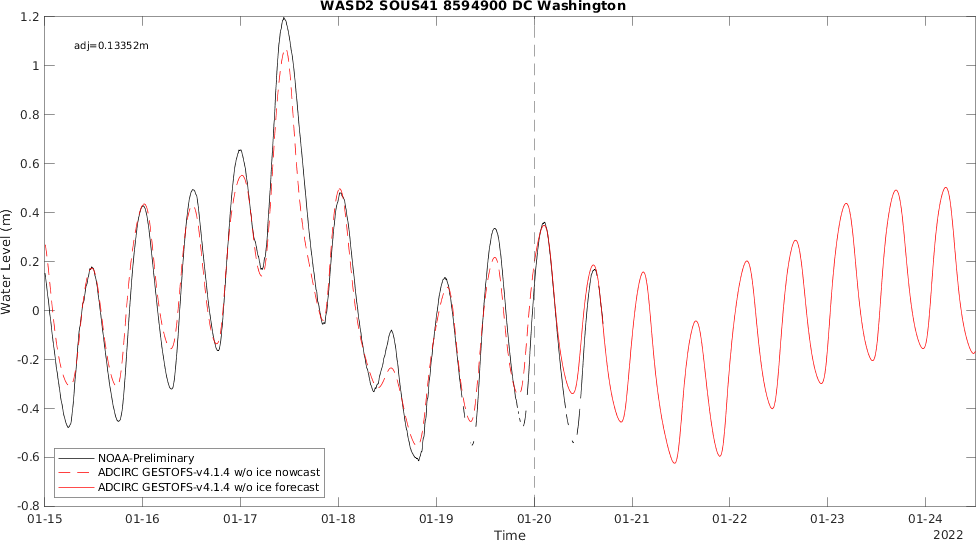 WASD2 SOUS41 8594900 DC Washington
adj=0.13352m
1.2
1
0.8
0.6
0.4
0.2
0
-0.2
-0.4
-0.6
-0.8
Water Level (m)
NOAA-Preliminary
ADCIRC GESTOFS-v4.1.4 w/o ice nowcast
ADCIRC GESTOFS-v4.1.4 w/o ice forecast
01-15 01-16 01-17 01-18 01-19 01-20 01-21 01-22 01-23 01-24
Time
2022